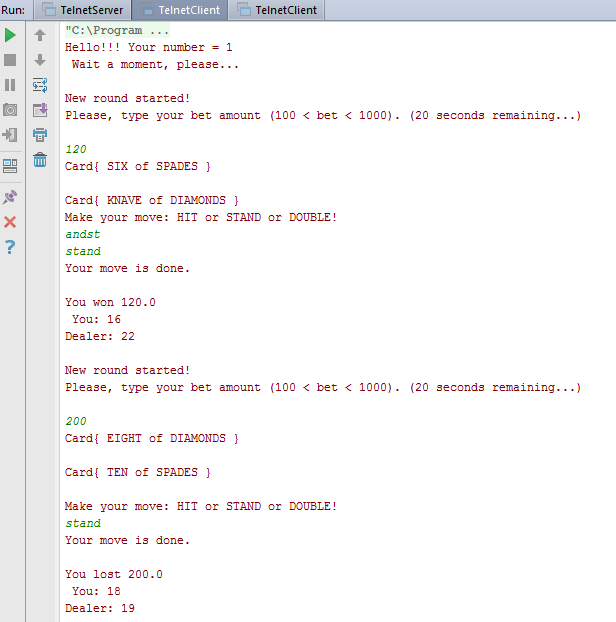 Run: TelnetServer TelnetClient TelnetClient
"C:\Program ...
Hello!!! Your number = 1
Wait a moment, please...
New round started!
Please, type your bet amount (100 < bet < 1000). (20 seconds remaining...)
120
Card{ SIX of SPADES }
Card{ KNAVE of DIAMONDS }
Make your move: HIT or STAND or DOUBLE!
andst
stand
Your move is done.
You won 120.0
You: 16
Dealer: 22
New round started!
Please, type your bet amount (100 < bet < 1000). (20 seconds remaining...)
200
Card{ EIGHT of DIAMONDS }
Card{ TEN of SPADES }
Make your move: HIT or STAND or DOUBLE!
stand
Your move is done.
You lost 200.0
You: 18
Dealer: 19